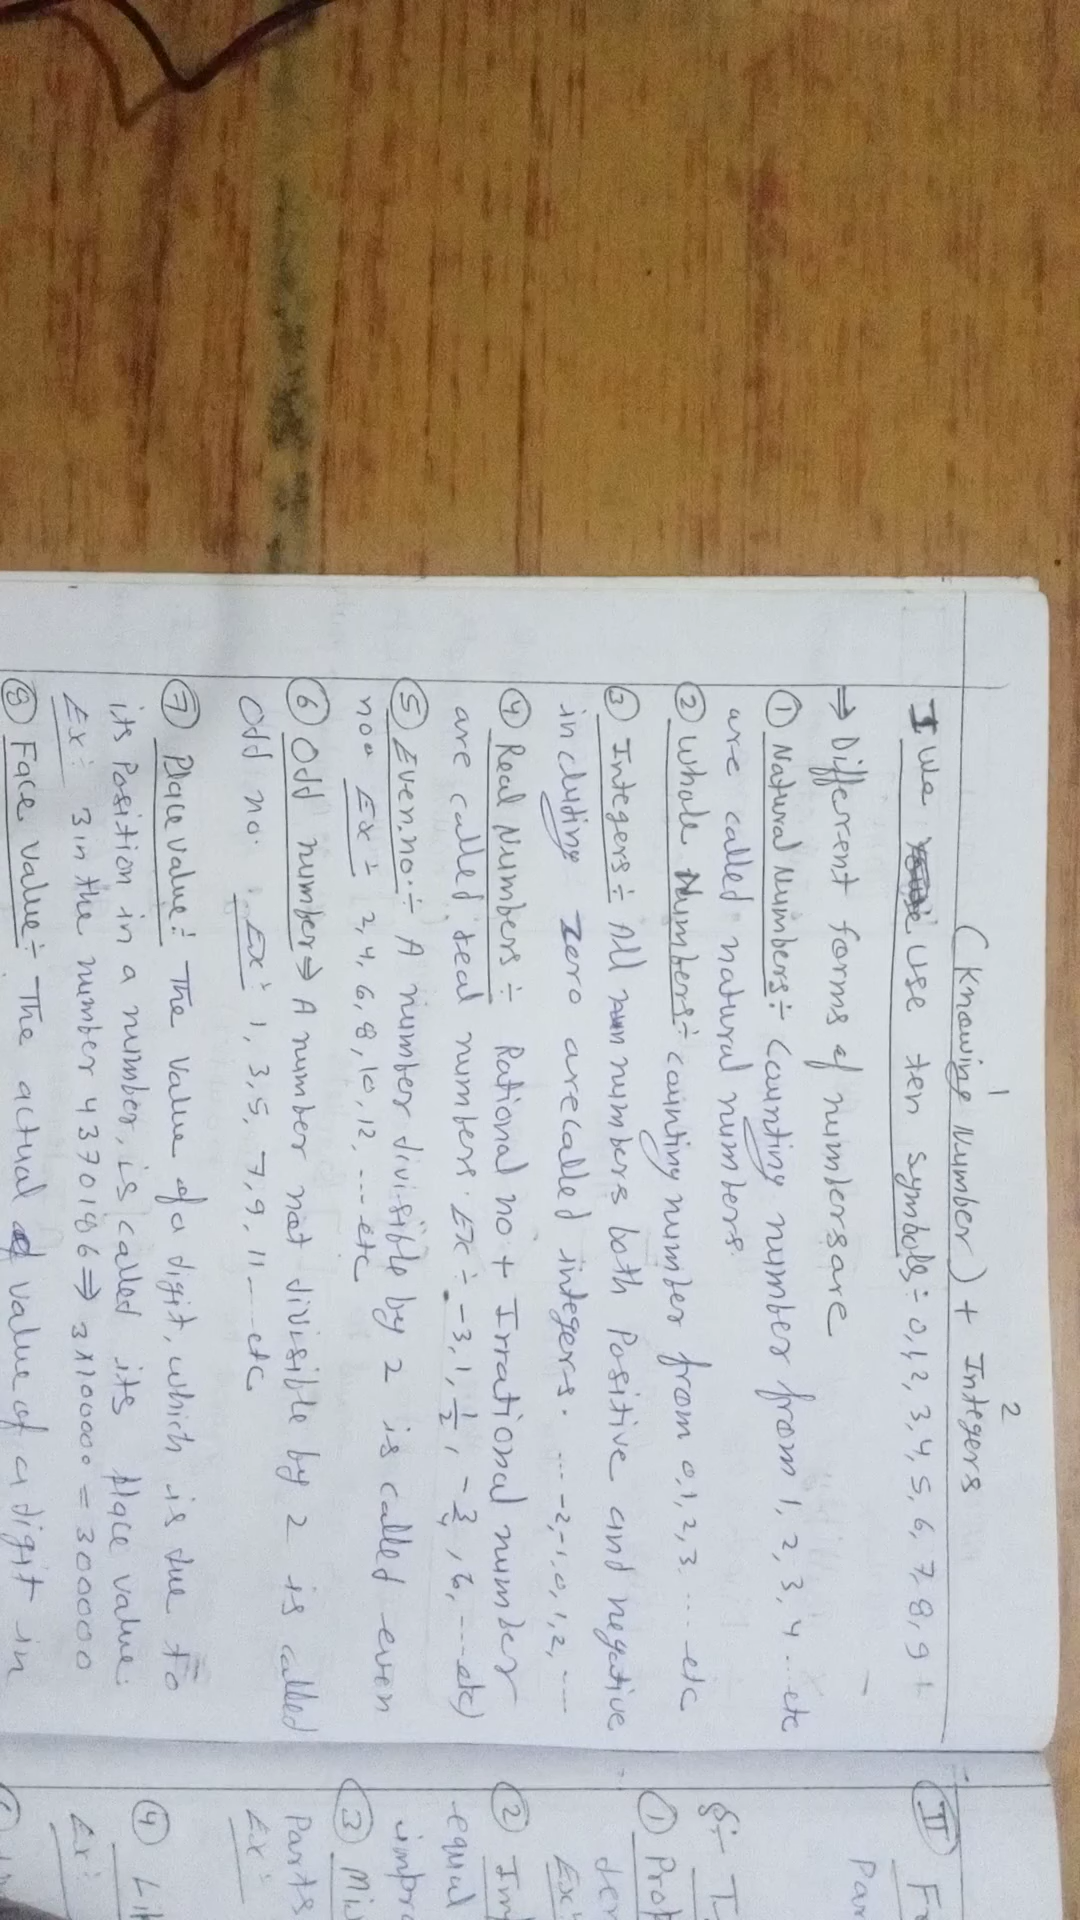 1 2
(Knowing Number) + Integers
I We use ten symbols ÷ 0,1,2, 3,4, 5, 6, 7, 8, 9
⇒ Different forms of numbers are
① Natural Numbers ÷ Counting number from 1, 2, 3, 4 ... etc
are called natural numbers.
② Whole Numbers ÷ counting number from 0,1,2,3. ... etc
③ Integers ÷ All numbers both Positive and negative
including zero are called integers. ... -2,-1,0,1,2, ....
④ Real Numbers ÷ Rational no + Irrational number
are called real numbers. Ex ÷ -3, 1, 1/2, -3/4, 6, .... etc)
⑤ Even.no ÷ A number divisible by 2 is called even
no. Ex ÷ 2, 4, 6, 8, 10, 12, .... etc
⑥ Odd number ⇒ A number not divisible by 2 is called
Odd no. Ex ÷ 1, 3, 5, 7, 9, 11 .... etc
⑦ Place value ÷ The value of a digit, which is due to
its Position in a number, is called its place value.
Ex ÷ 3 in the number 4370186 ⇒ 3x100000 = 300000
⑧ Face value ÷ The actual value of a digit in
II
Par
① Pro
Ex
②
equal
③
Parts
Ex ÷
④
Ex ÷